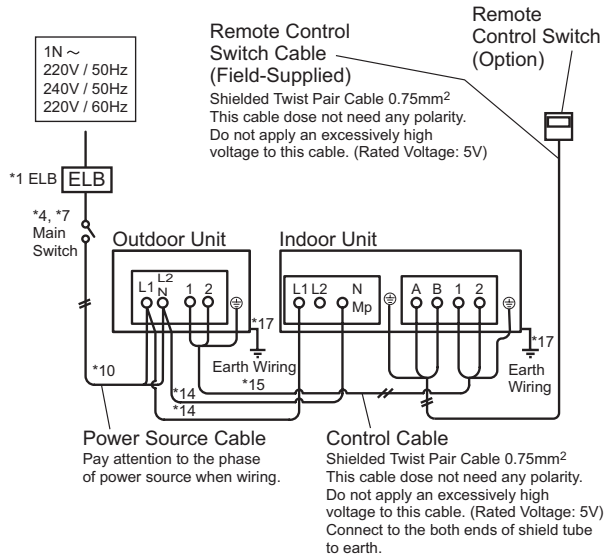 1N ～
220V / 50Hz
240V / 50Hz
220V / 60Hz
*1 ELB
ELB
*4, *7
Main
Switch
Remote Control
Switch Cable
(Field-Supplied)
Shielded Twist Pair Cable 0.75mm²
This cable dose not need any polarity.
Do not apply an excessively high
voltage to this cable. (Rated Voltage: 5V)
Remote
Control Switch
(Option)
Outdoor Unit
L1 L2 N 1 2
*17
Earth Wiring
Indoor Unit
L1 L2 N
Mp
A B 1 2
*17
Earth
Wiring
*10
*15
*14
*14
Power Source Cable
Pay attention to the phase
of power source when wiring.
Control Cable
Shielded Twist Pair Cable 0.75mm²
This cable dose not need any polarity.
Do not apply an excessively high
voltage to this cable. (Rated Voltage: 5V)
Connect to the both ends of shield tube
to earth.